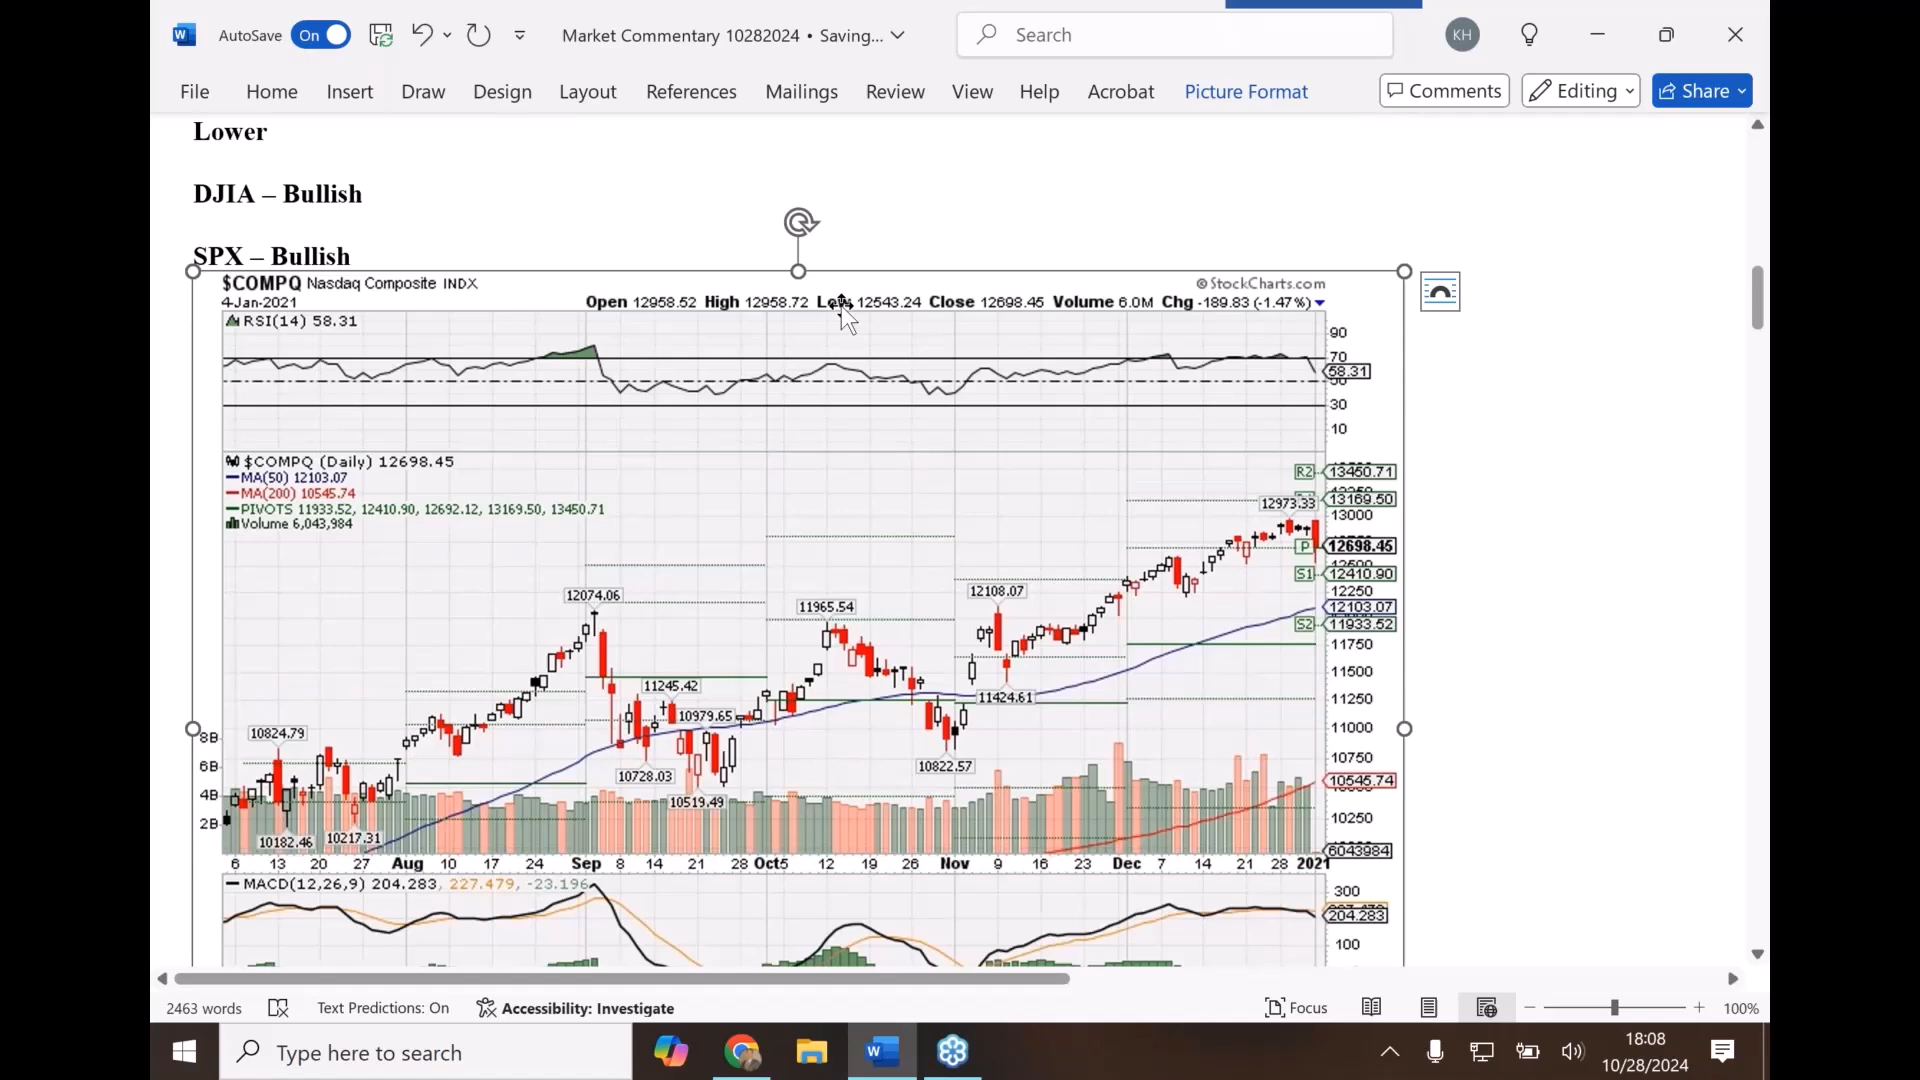 AutoSave On Market Commentary 10282024 • Saving... Search KH
File Home Insert Draw Design Layout References Mailings Review View Help Acrobat Picture Format Comments Editing Share
Lower
DJIA – Bullish
SPX – Bullish
$COMPQ Nasdaq Composite INDX © StockCharts.com
4-Jan-2021 Open 12958.52 High 12958.72 12543.24 Close 12698.45 Volume 6.0M Chg -189.83 (-1.47%)
RSI(14) 58.31
90
70
58.31
30
10
$COMPQ (Daily) 12698.45
MA(50) 12103.07
MA(200) 10545.74
PIVOTS 11933.52, 12410.90, 12692.12, 13169.50, 13450.71
Volume 6,043,984
R2 13450.71
13169.50
12973.33
13000
P 12698.45
S1 12410.90
12250
12074.06 11965.54 12108.07 12103.07
S2 11933.52
11750
11500
11245.42 11424.61 11250
10979.65
11000
10824.79
8B
10750
6B 10728.03 10822.57
10545.74
4B 10519.49
2B 10250
10182.46 10217.31
6043984
6 13 20 27 Aug 10 17 24 Sep 8 14 21 28 Oct 5 12 19 26 Nov 9 16 23 Dec 7 14 21 28 2021
MACD(12,26,9) 204.283, 227.479, -23.196
300
204.283
100
2463 words Text Predictions: On Accessibility: Investigate Focus 100%
Type here to search 18:08
10/28/2024